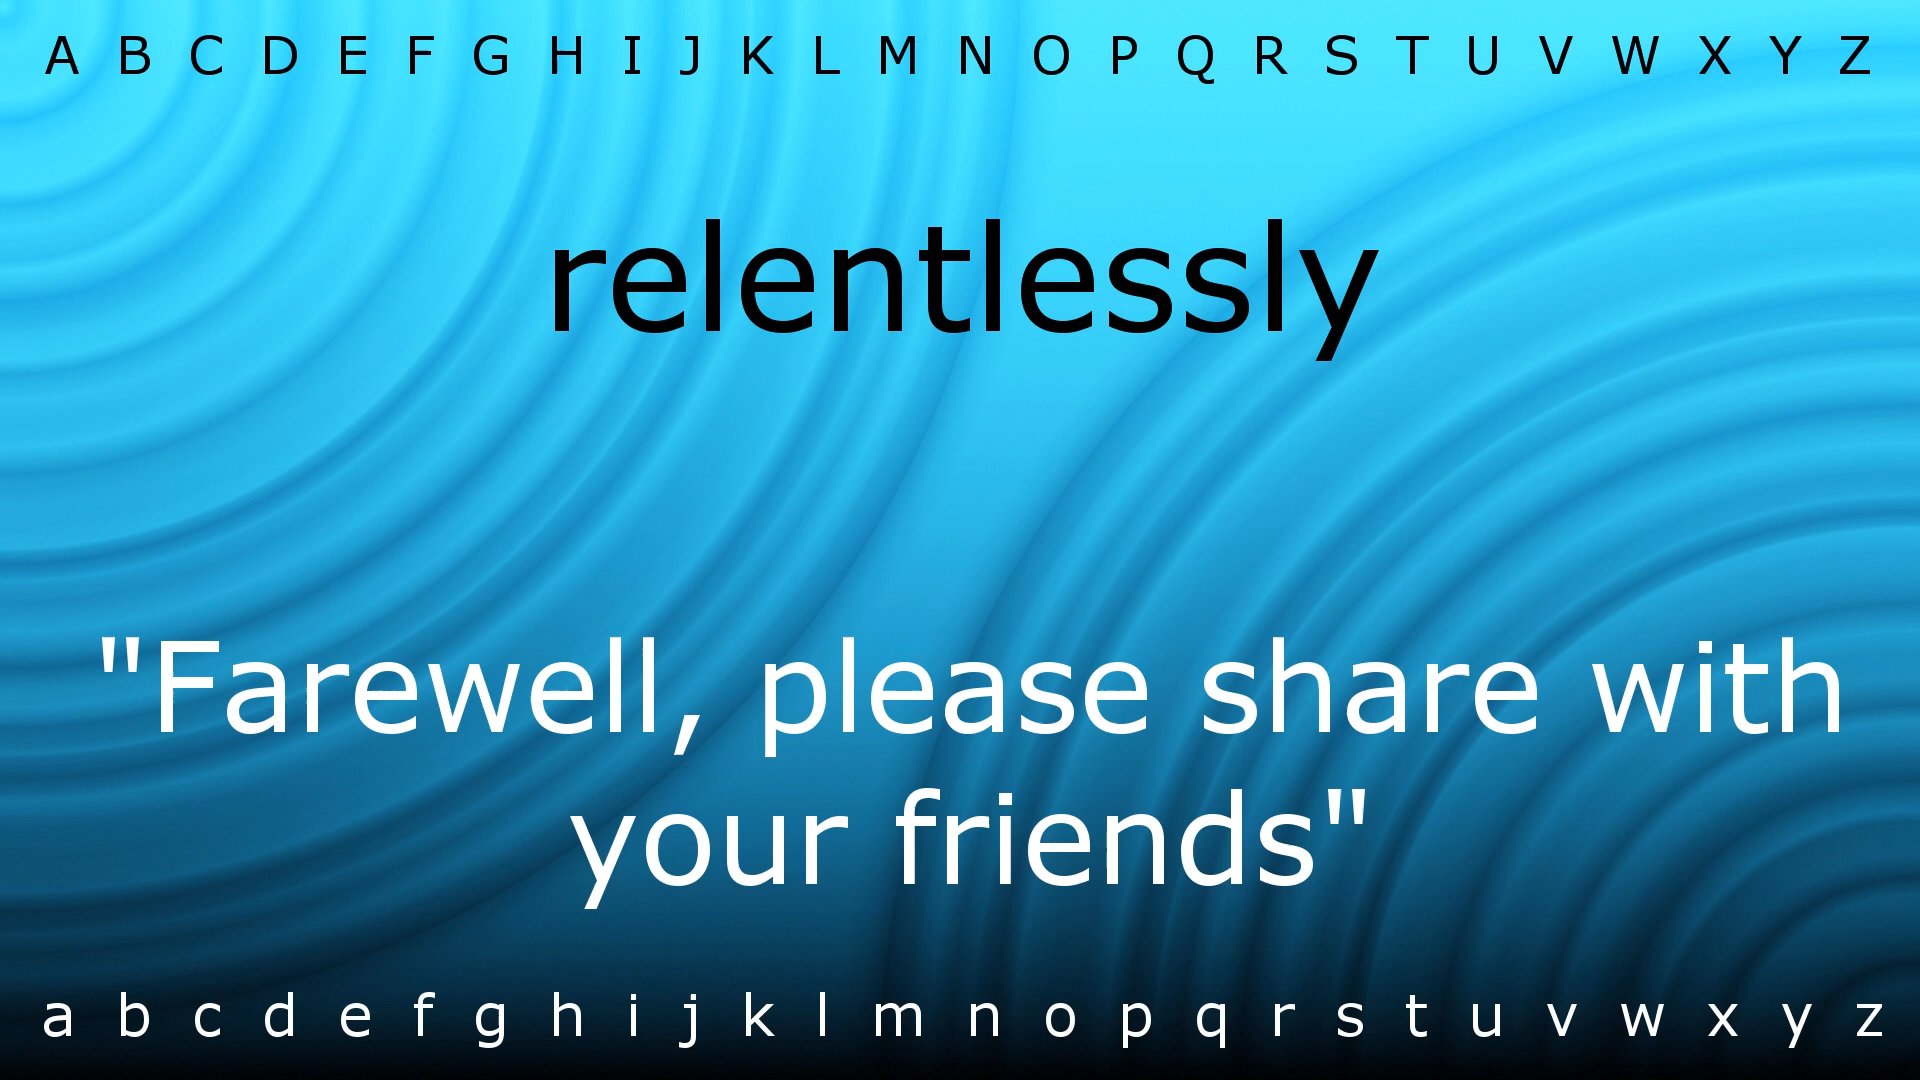 A B C D E F G H I J K L M N O P Q R S T U V W X Y Z
relentlessly
"Farewell, please share with
your friends"
a b c d e f g h i j k l m n o p q r s t u v w x y z